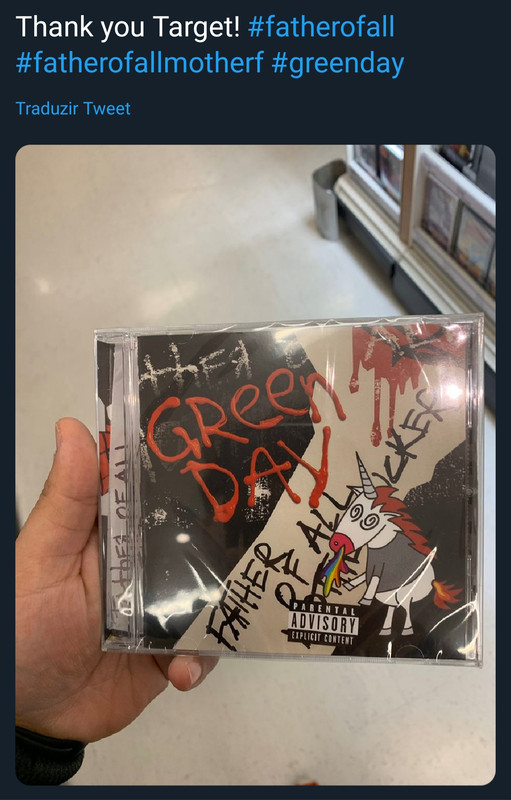 Thank you Target! #fatherofall
#fatherofallmotherf #greenday
Traduzir Tweet
GREEN
DAY
FATHER
OF ALL
PARENTAL
ADVISORY
EXPLICIT CONTENT